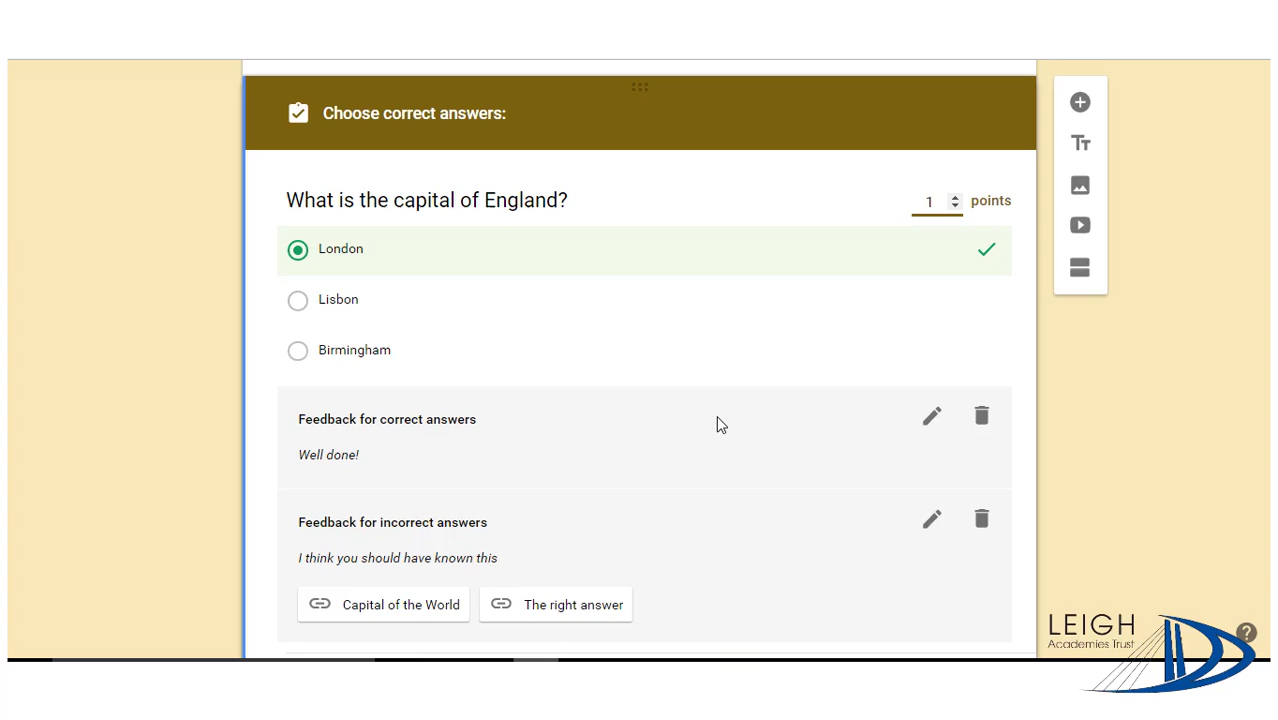 Choose correct answers:
What is the capital of England?
1 points
London
Lisbon
Birmingham
Feedback for correct answers
Well done!
Feedback for incorrect answers
I think you should have known this
Capital of the World
The right answer
LEIGH
Academies Trust